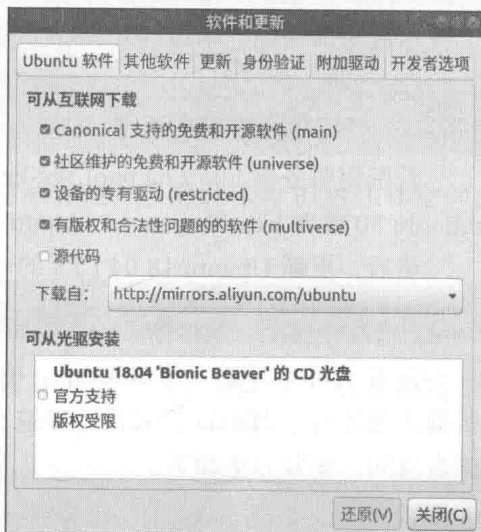 软件和更新
Ubuntu 软件 其他软件 更新 身份验证 附加驱动 开发者选项
可从互联网下载
Canonical 支持的免费和开源软件 (main)
社区维护的免费和开源软件 (universe)
设备的专有驱动 (restricted)
有版权和合法性问题的的软件 (multiverse)
源代码
下载自： http://mirrors.aliyun.com/ubuntu
可从光驱安装
Ubuntu 18.04 'Bionic Beaver' 的 CD 光盘
官方支持
版权受限
还原(V) 关闭(C)